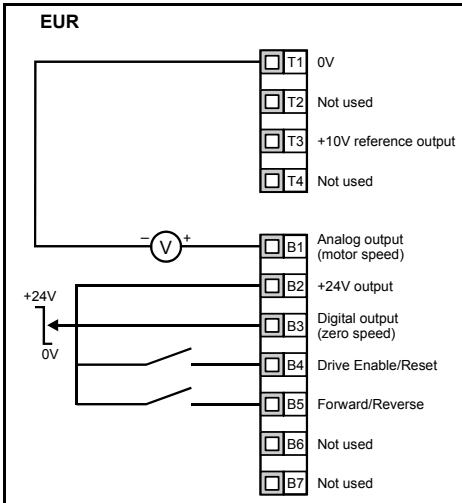 EUR
T1 0V
T2 Not used
T3 +10V reference output
T4 Not used
– V +
B1 Analog output
(motor speed)
B2 +24V output
+24V
B3 Digital output
(zero speed)
0V
B4 Drive Enable/Reset
B5 Forward/Reverse
B6 Not used
B7 Not used